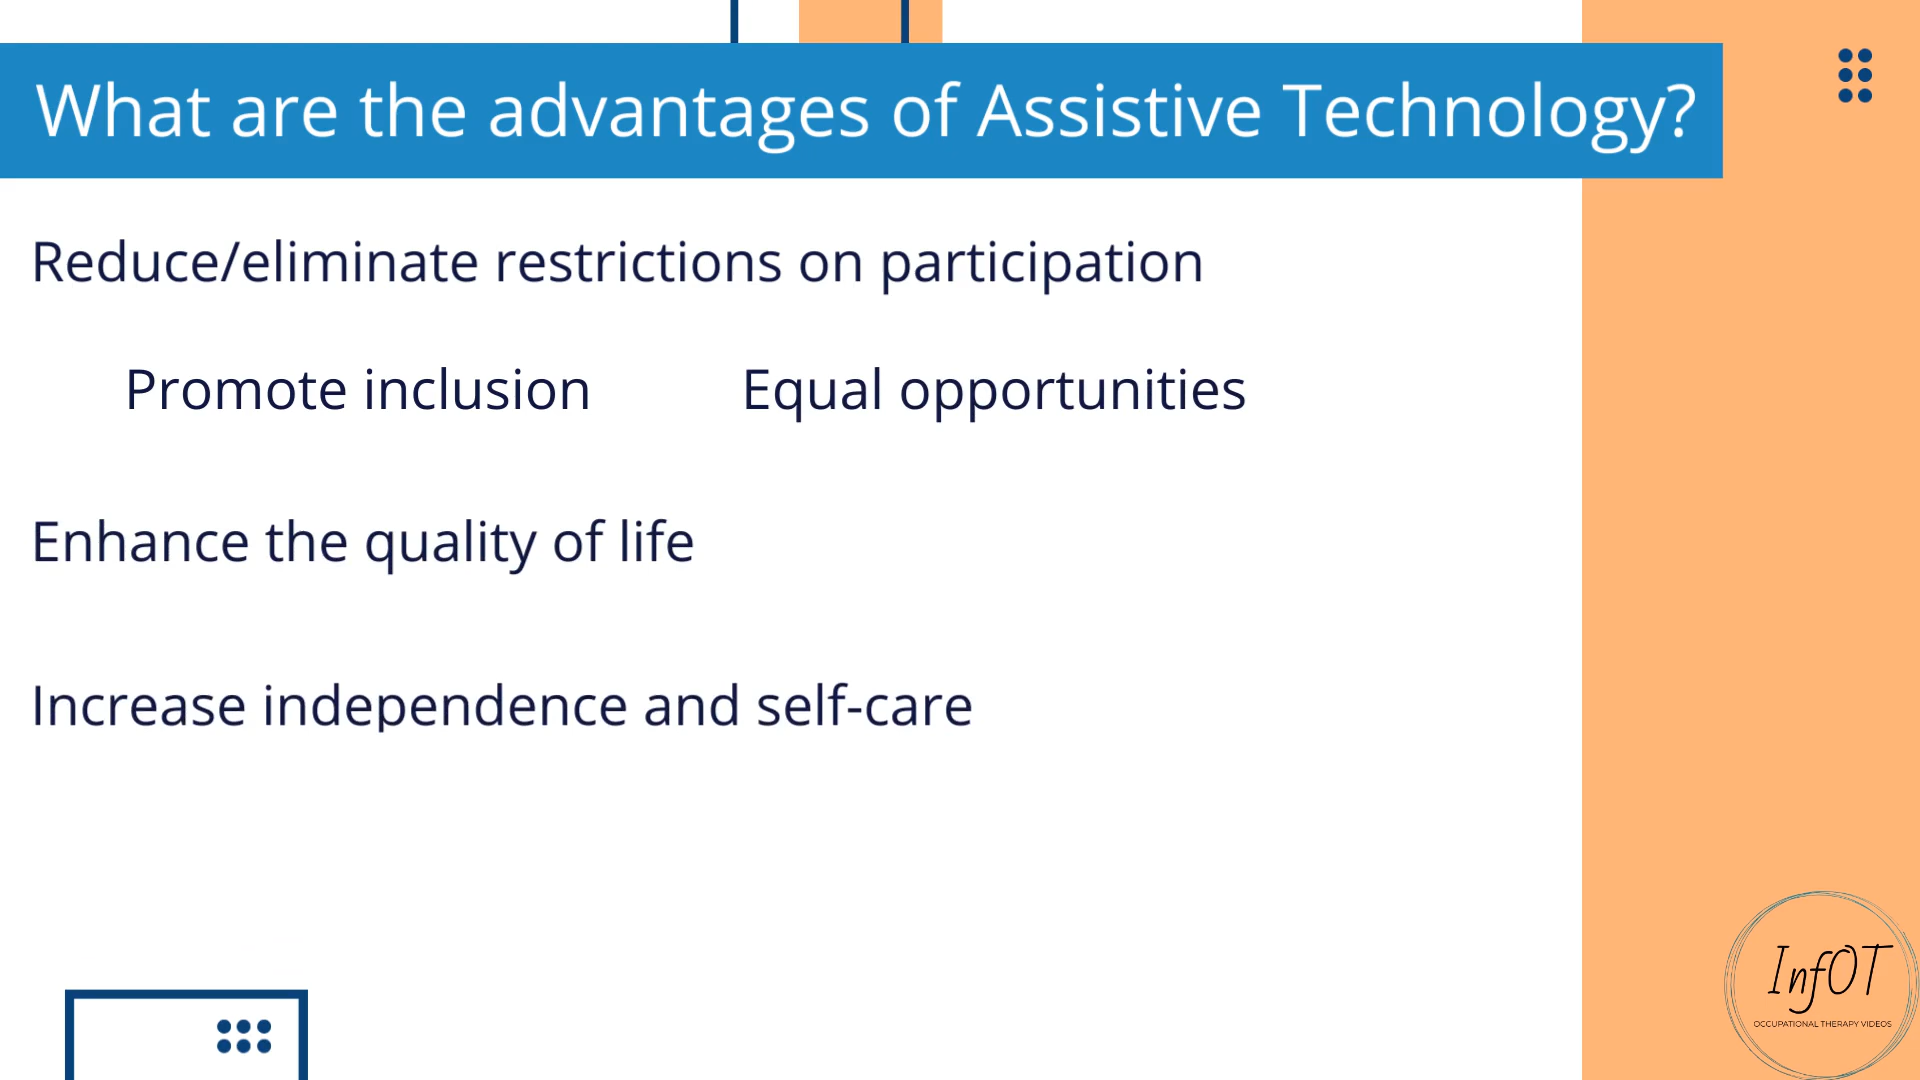 What are the advantages of Assistive Technology?
Reduce/eliminate restrictions on participation
Promote inclusion Equal opportunities
Enhance the quality of life
Increase independence and self-care
InfOT
OCCUPATIONAL THERAPY VIDEOS